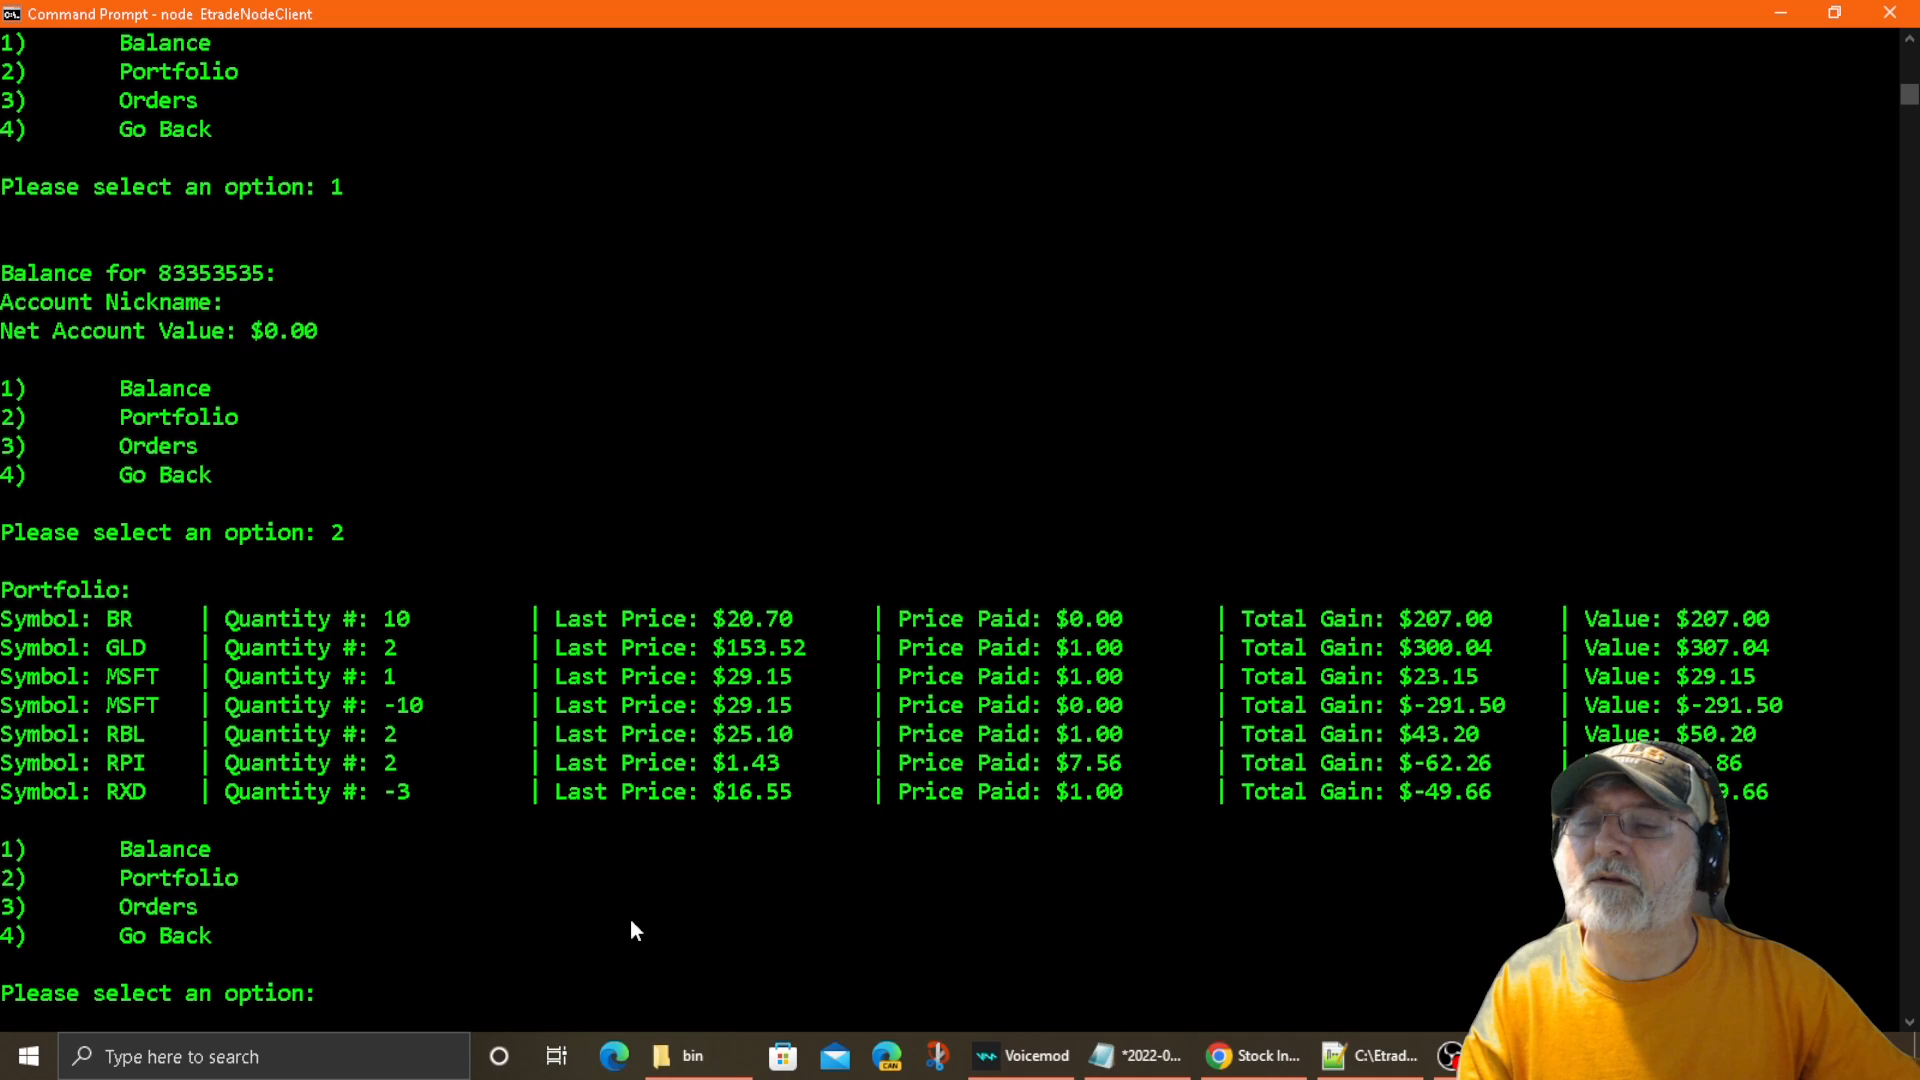 Command Prompt - node EtradeNodeClient
1) Balance
2) Portfolio
3) Orders
4) Go Back
Please select an option: 1
Balance for 83353535:
Account Nickname:
Net Account Value: $0.00
1) Balance
2) Portfolio
3) Orders
4) Go Back
Please select an option: 2
Portfolio:
Symbol: BR | Quantity #: 10 | Last Price: $20.70 | Price Paid: $0.00 | Total Gain: $207.00 | Value: $207.00
Symbol: GLD | Quantity #: 2 | Last Price: $153.52 | Price Paid: $1.00 | Total Gain: $300.04 | Value: $307.04
Symbol: MSFT | Quantity #: 1 | Last Price: $29.15 | Price Paid: $1.00 | Total Gain: $23.15 | Value: $29.15
Symbol: MSFT | Quantity #: -10 | Last Price: $29.15 | Price Paid: $0.00 | Total Gain: $-291.50 | Value: $-291.50
Symbol: RBL | Quantity #: 2 | Last Price: $25.10 | Price Paid: $1.00 | Total Gain: $43.20 | Value: $50.20
Symbol: RPI | Quantity #: 2 | Last Price: $1.43 | Price Paid: $7.56 | Total Gain: $-62.26 | 86
Symbol: RXD | Quantity #: -3 | Last Price: $16.55 | Price Paid: $1.00 | Total Gain: $-49.66 | 9.66
1) Balance
2) Portfolio
3) Orders
4) Go Back
Please select an option:
Type here to search
CAN
bin
Voicemod
*2022-0...
Stock In...
C:\Etrad...